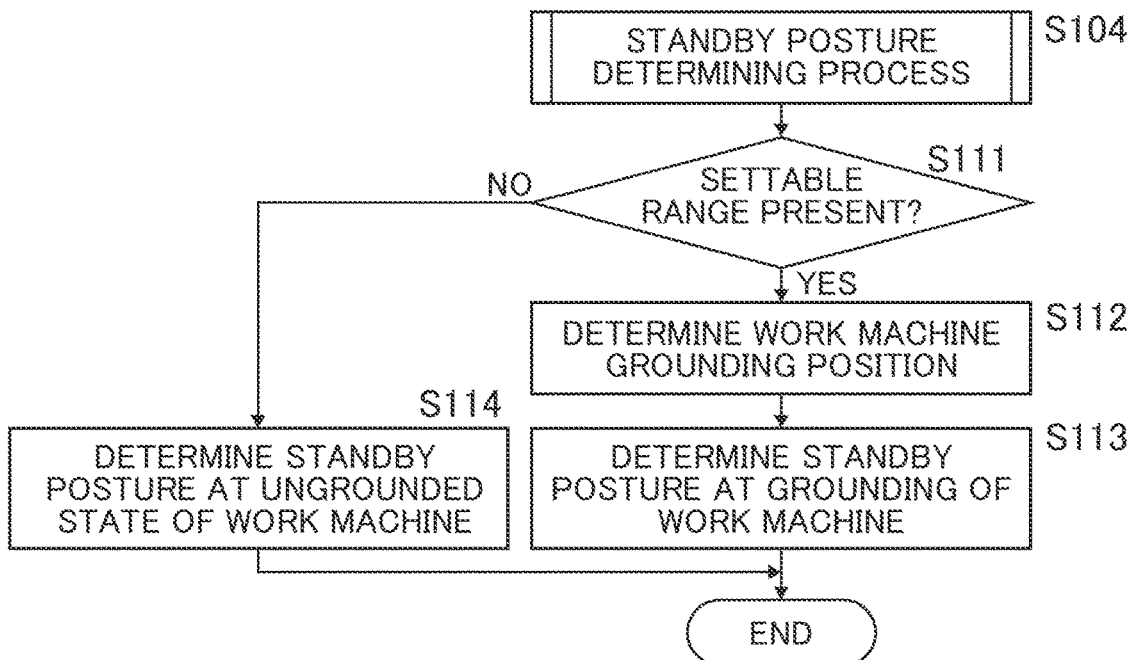 STANDBY POSTURE
DETERMINING PROCESS
S104
S111
SETTABLE
RANGE PRESENT?
NO
YES
DETERMINE WORK MACHINE
GROUNDING POSITION
S112
S114
DETERMINE STANDBY
POSTURE AT UNGROUNDED
STATE OF WORK MACHINE
DETERMINE STANDBY
POSTURE AT GROUNDING OF
WORK MACHINE
S113
END